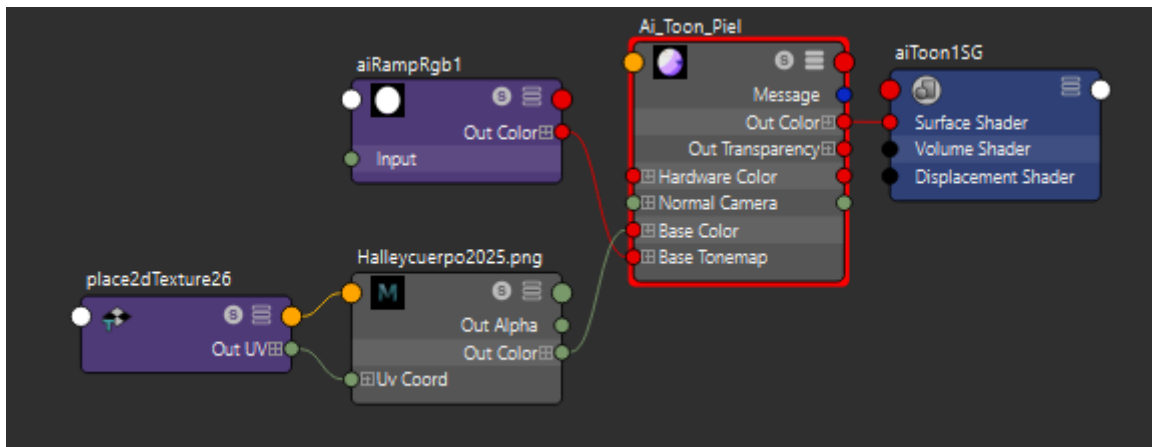 Ai_Toon_Piel
Message
Out Color
Out Transparency
Hardware Color
Normal Camera
Base Color
Base Tonemap
aiRampRgb1
Out Color
Input
aiToon1SG
Surface Shader
Volume Shader
Displacement Shader
Halleycuerpo2025.png
M
Out Alpha
Out Color
Uv Coord
place2dTexture26
Out UV